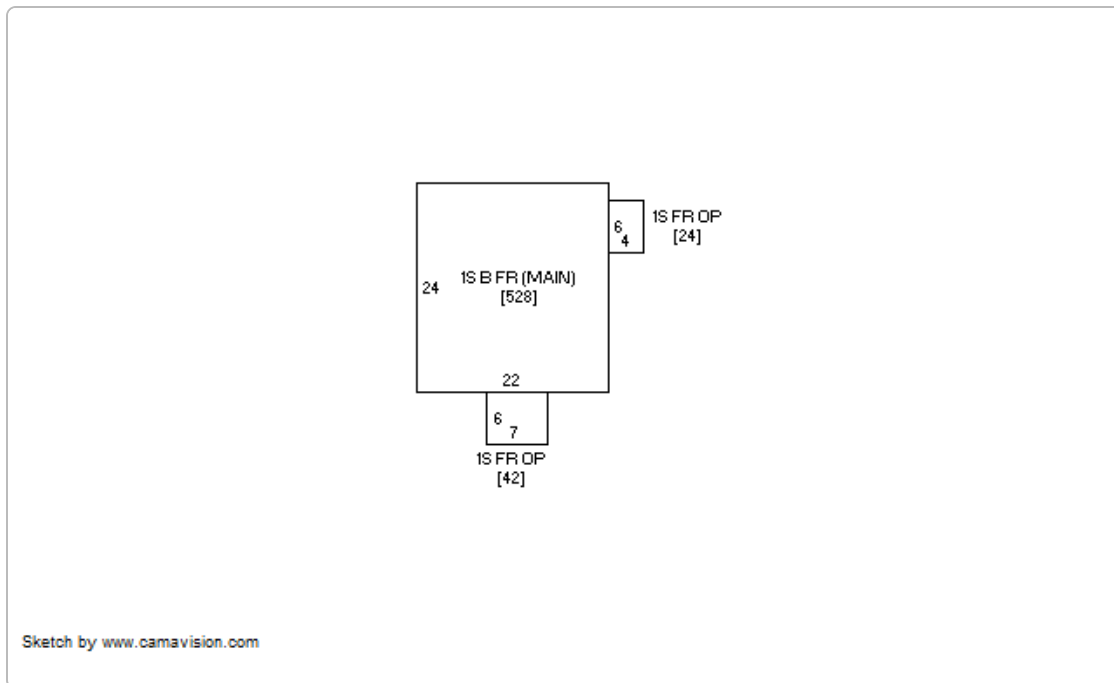 1S FR OP
[24]
6
4
1S B FR (MAIN)
[528]
24
22
6
7
1S FR OP
[42]
Sketch by www.camavision.com